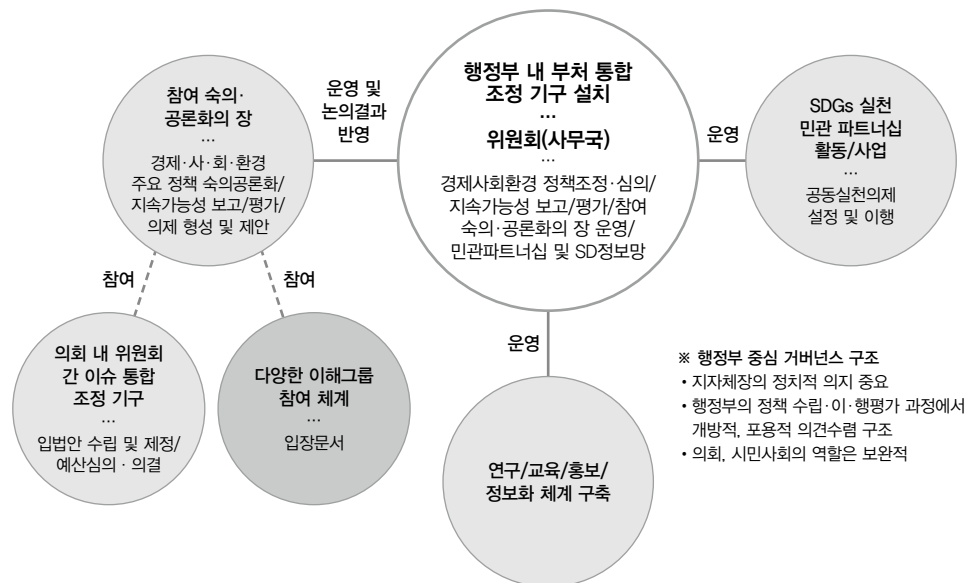 참여 숙의·
공론화의 장
…
경제·사·회·환경
주요 정책 숙의공론화/
지속가능성 보고/평가/
의제 형성 및 제안
운영 및
논의결과
반영
행정부 내 부처 통합
조정 기구 설치
…
위원회(사무국)
…
경제사회환경 정책조정·심의/
지속가능성 보고/평가/참여
숙의·공론화의 장 운영/
민관파트너십 및 SD정보망
운영
SDGs 실천
민관 파트너십
활동/사업
…
공동실천의제
설정 및 이행
참여
참여
의회 내 위원회
간 이슈 통합
조정 기구
…
입법안 수립 및 제정/
예산심의 · 의결
다양한 이해그룹
참여 체계
…
입장문서
운영
연구/교육/홍보/
정보화 체계 구축
※ 행정부 중심 거버넌스 구조
• 지자체장의 정치적 의지 중요
• 행정부의 정책 수립·이·행평가 과정에서
개방적, 포용적 의견수렴 구조
• 의회, 시민사회의 역할은 보완적